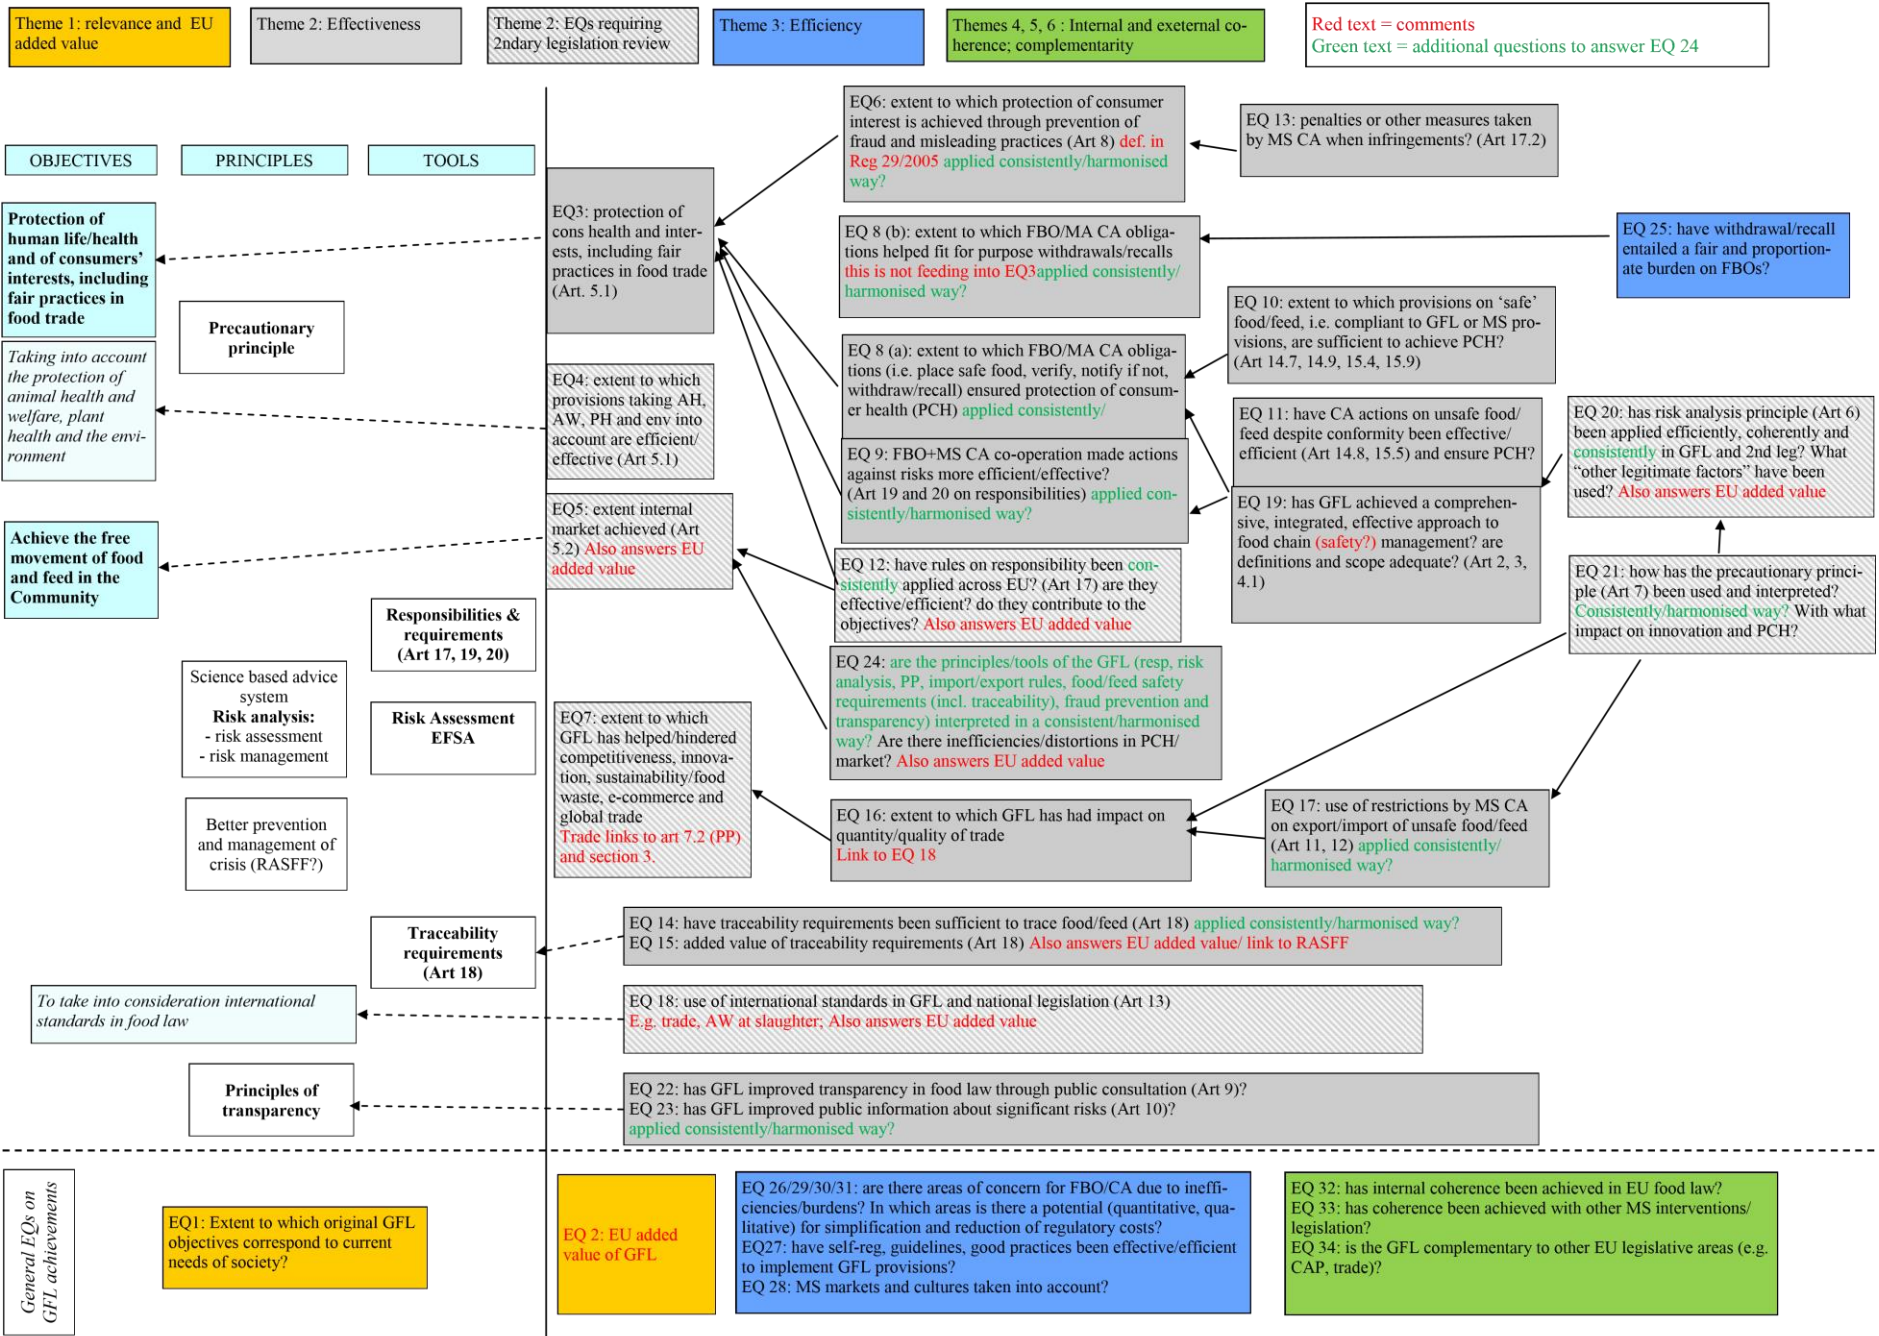 Theme 1: relevance and  EU
added value
Theme 2: Effectiveness
Theme 2: EQs requiring
2ndary legislation review
Theme 3: Efficiency
Themes 4, 5, 6 : Internal and exeternal co-
herence; complementarity
Red text = comments
Green text = additional questions to answer EQ 24
OBJECTIVES
PRINCIPLES
TOOLS
Protection of
human life/health
and of consumers’
interests, including
fair practices in
food trade
Precautionary
principle
Taking into account
the protection of
animal health and
welfare, plant
health and the envi-
ronment
Achieve the free
movement of food
and feed in the
Community
Responsibilities &
requirements
(Art 17, 19, 20)
Science based advice
system
Risk analysis:
- risk assessment
- risk management
Risk Assessment
EFSA
Better prevention
and management of
crisis (RASFF?)
Traceability
requirements
(Art 18)
To take into consideration international
standards in food law
Principles of
transparency
EQ3: protection of
cons health and inter-
ests, including fair
practices in food trade
(Art. 5.1)
EQ4: extent to which
provisions taking AH,
AW, PH and env into
account are efficient/
effective (Art 5.1)
EQ5: extent internal
market achieved (Art
5.2) Also answers EU
added value
EQ7: extent to which
GFL has helped/hindered
competitiveness, innova-
tion, sustainability/food
waste, e-commerce and
global trade
Trade links to art 7.2 (PP)
and section 3.
EQ6: extent to which protection of consumer
interest is achieved through prevention of
fraud and misleading practices (Art 8) def. in
Reg 29/2005 applied consistently/harmonised
way?
EQ 13: penalties or other measures taken
by MS CA when infringements? (Art 17.2)
EQ 8 (b): extent to which FBO/MA CA obliga-
tions helped fit for purpose withdrawals/recalls
this is not feeding into EQ3applied consistently/
harmonised way?
EQ 25: have withdrawal/recall
entailed a fair and proportion-
ate burden on FBOs?
EQ 8 (a): extent to which FBO/MA CA obliga-
tions (i.e. place safe food, verify, notify if not,
withdraw/recall) ensured protection of consum-
er health (PCH) applied consistently/
EQ 10: extent to which provisions on ‘safe’
food/feed, i.e. compliant to GFL or MS pro-
visions, are sufficient to achieve PCH?
(Art 14.7, 14.9, 15.4, 15.9)
EQ 9: FBO+MS CA co-operation made actions
against risks more efficient/effective?
(Art 19 and 20 on responsibilities) applied con-
sistently/harmonised way?
EQ 11: have CA actions on unsafe food/
feed despite conformity been effective/
efficient (Art 14.8, 15.5) and ensure PCH?
EQ 20: has risk analysis principle (Art 6)
been applied efficiently, coherently and
consistently in GFL and 2nd leg? What
“other legitimate factors” have been
used? Also answers EU added value
EQ 19: has GFL achieved a comprehen-
sive, integrated, effective approach to
food chain (safety?) management? are
definitions and scope adequate? (Art 2, 3,
4.1)
EQ 12: have rules on responsibility been con-
sistently applied across EU? (Art 17) are they
effective/efficient? do they contribute to the
objectives? Also answers EU added value
EQ 21: how has the precautionary princi-
ple (Art 7) been used and interpreted?
Consistently/harmonised way? With what
impact on innovation and PCH?
EQ 24: are the principles/tools of the GFL (resp, risk
analysis, PP, import/export rules, food/feed safety
requirements (incl. traceability), fraud prevention and
transparency) interpreted in a consistent/harmonised
way? Are there inefficiencies/distortions in PCH/
market? Also answers EU added value
EQ 16: extent to which GFL has had impact on
quantity/quality of trade
Link to EQ 18
EQ 17: use of restrictions by MS CA
on export/import of unsafe food/feed
(Art 11, 12) applied consistently/
harmonised way?
EQ 14: have traceability requirements been sufficient to trace food/feed (Art 18) applied consistently/harmonised way?
EQ 15: added value of traceability requirements (Art 18) Also answers EU added value/ link to RASFF
EQ 18: use of international standards in GFL and national legislation (Art 13)
E.g. trade, AW at slaughter; Also answers EU added value
EQ 22: has GFL improved transparency in food law through public consultation (Art 9)?
EQ 23: has GFL improved public information about significant risks (Art 10)?
applied consistently/harmonised way?
General EQs on
GFL achievements
EQ1: Extent to which original GFL
objectives correspond to current
needs of society?
EQ 2: EU added
value of GFL
EQ 26/29/30/31: are there areas of concern for FBO/CA due to ineffi-
ciencies/burdens? In which areas is there a potential (quantitative, qua-
litative) for simplification and reduction of regulatory costs?
EQ27: have self-reg, guidelines, good practices been effective/efficient
to implement GFL provisions?
EQ 28: MS markets and cultures taken into account?
EQ 32: has internal coherence been achieved in EU food law?
EQ 33: has coherence been achieved with other MS interventions/
legislation?
EQ 34: is the GFL complementary to other EU legislative areas (e.g.
CAP, trade)?